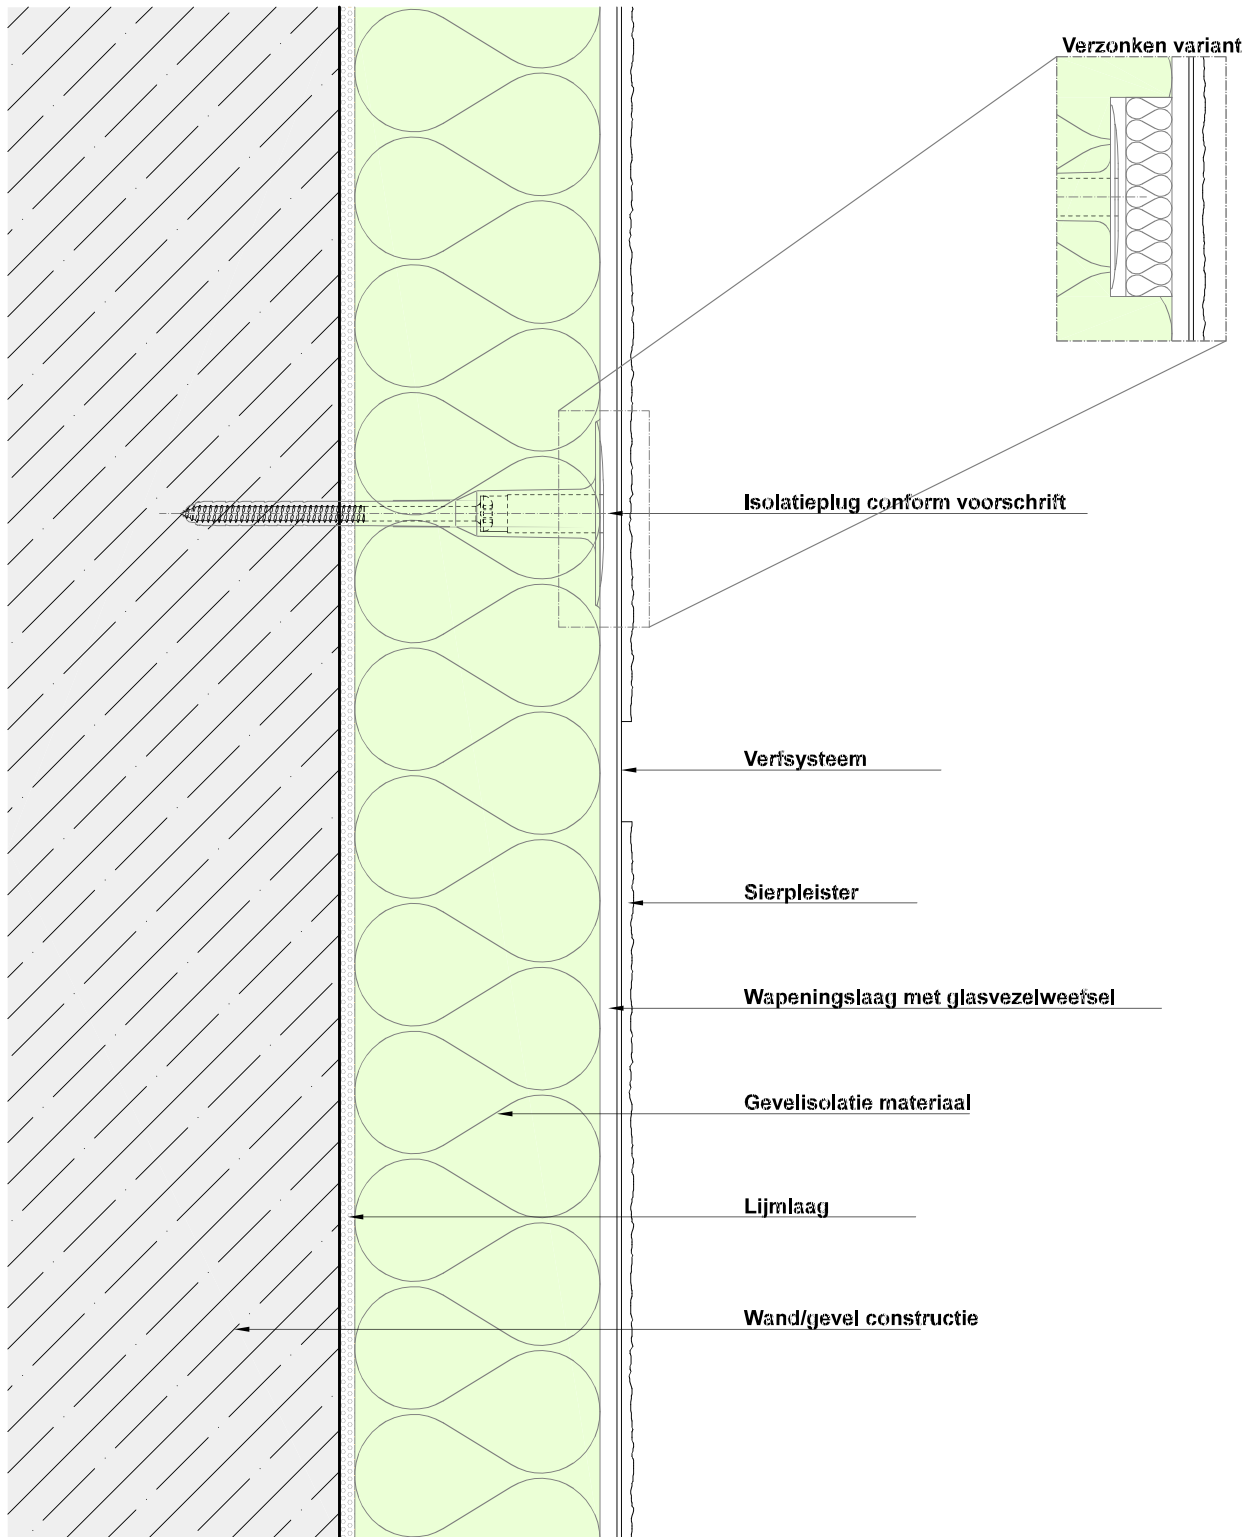 Verzonken variant
Isolatieplug conform voorschrift
Verfsysteem
Sierpleister
Wapeningslaag met glasvezelweefsel
Gevelisolatie materiaal
Lijmlaag
Wand/gevel constructie